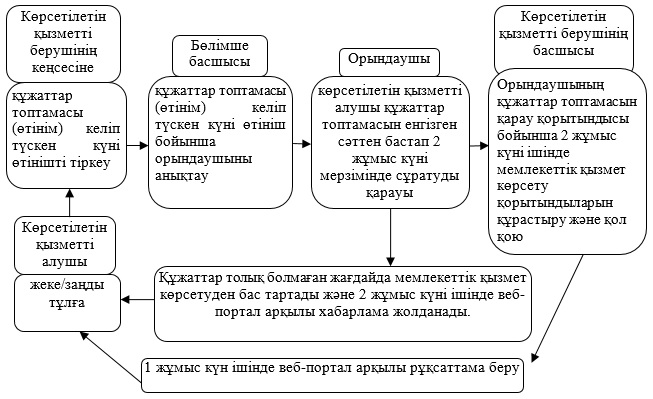 Көрсетілетін
қызметті
берушінің
кеңсесіне
құжаттар
топтамасы
(өтінім) келіп
түскен күні
өтінішті тіркеу
Бөлімше
басшысы
құжаттар топтамасы
(өтінім) келіп
түскен күні өтініш
бойынша
орындаушыны
анықтау
Орындаушы
көрсетілетін қызметті
алушы құжаттар
топтамасын енгізген
сәттен бастап 2
жұмыс күні
мерзімінде сұратуды
қарауы
Көрсетілетін
қызметті берушінің
басшысы
Орындаушының
құжаттар топтамасын
қарау қорытындысы
бойынша 2 жұмыс
күні ішінде
мемлекеттік қызмет
көрсету
қорытындыларын
құрастыру және қол
қою
Көрсетілетін
қызметті
алушы
жеке/заңды
тұлға
Құжаттар толық болмаған жағдайда мемлекеттік қызмет
көрсетуден бас тартады және 2 жұмыс күні ішінде веб-
портал арқылы хабарлама жолданады.
1 жұмыс күн ішінде веб-портал арқылы рұқсаттама беру